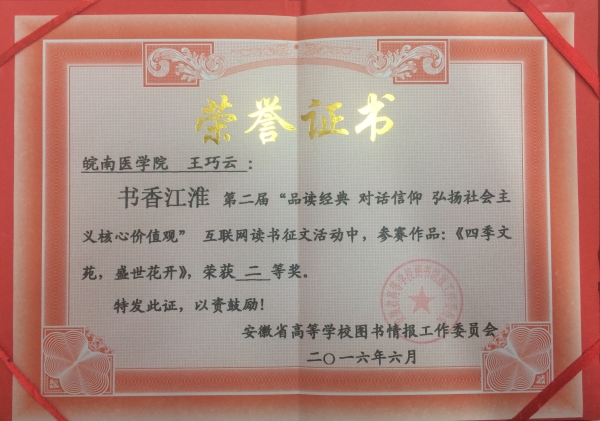 荣誉证书
皖南医学院 王巧云：
书香江淮 第二届“品读经典 对话信仰 弘扬社会主
义核心价值观” 互联网读书征文活动中，参赛作品：《四季文
苑，盛世花开》，荣获 二 等奖。
特发此证，以资鼓励！
安徽省高等学校图书情报工作委员会
二〇一六年六月